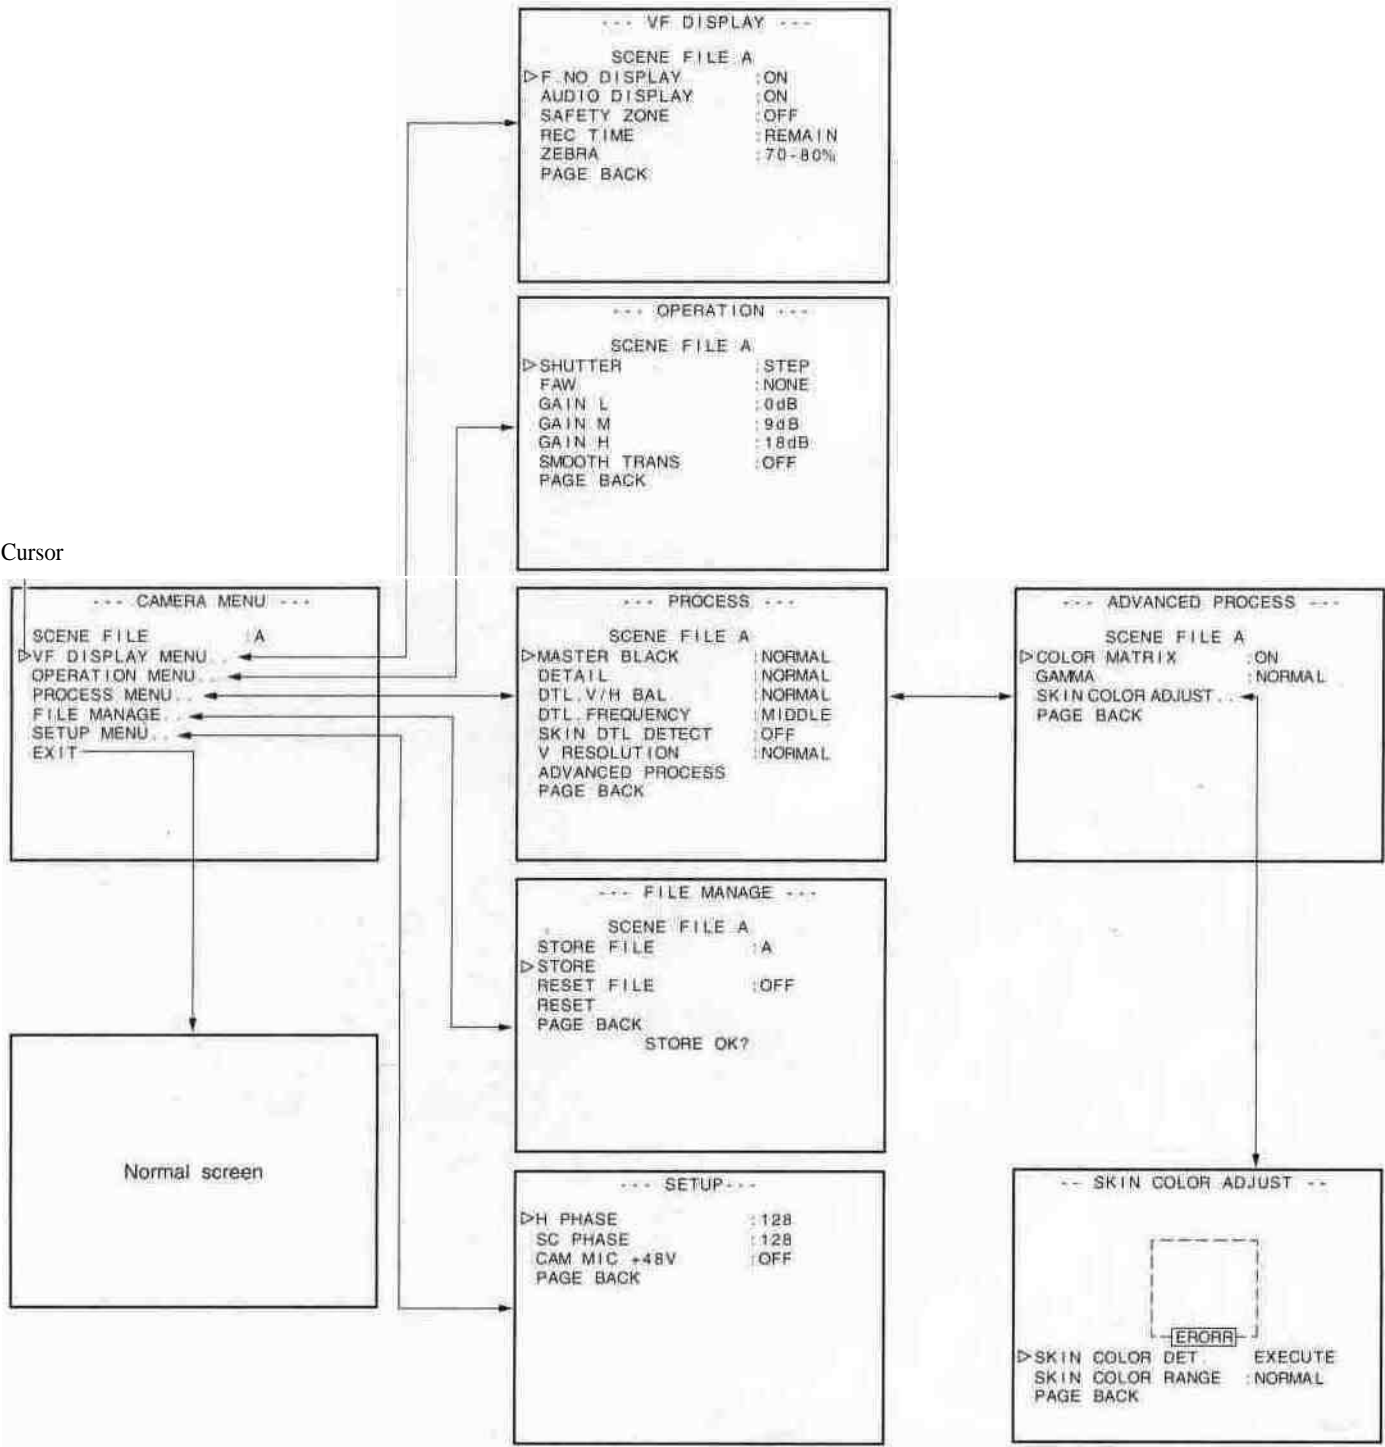 --- VF DISPLAY ---
SCENE FILE A
▷F.NO DISPLAY :ON
AUDIO DISPLAY :ON
SAFETY ZONE :OFF
REC TIME :REMAIN
ZEBRA :70-80%
PAGE BACK
--- OPERATION ---
SCENE FILE A
▷SHUTTER :STEP
FAW :NONE
GAIN L :0dB
GAIN M :9dB
GAIN H :18dB
SMOOTH TRANS :OFF
PAGE BACK
Cursor
--- CAMERA MENU ---
SCENE FILE :A
▷VF DISPLAY MENU..
OPERATION MENU..
PROCESS MENU..
FILE MANAGE..
SETUP MENU..
EXIT
--- PROCESS ---
SCENE FILE A
▷MASTER BLACK :NORMAL
DETAIL :NORMAL
DTL.V/H BAL :NORMAL
DTL.FREQUENCY :MIDDLE
SKIN DTL DETECT :OFF
V RESOLUTION :NORMAL
ADVANCED PROCESS
PAGE BACK
--- ADVANCED PROCESS ---
SCENE FILE A
▷COLOR MATRIX :ON
GAMMA :NORMAL
SKIN COLOR ADJUST..
PAGE BACK
--- FILE MANAGE ---
SCENE FILE A
STORE FILE :A
▷STORE
RESET FILE :OFF
RESET
PAGE BACK
STORE OK?
Normal screen
--- SETUP---
▷H PHASE :128
SC PHASE :128
CAM MIC +48V :OFF
PAGE BACK
-- SKIN COLOR ADJUST --
ERORR
▷SKIN COLOR DET. EXECUTE
SKIN COLOR RANGE :NORMAL
PAGE BACK